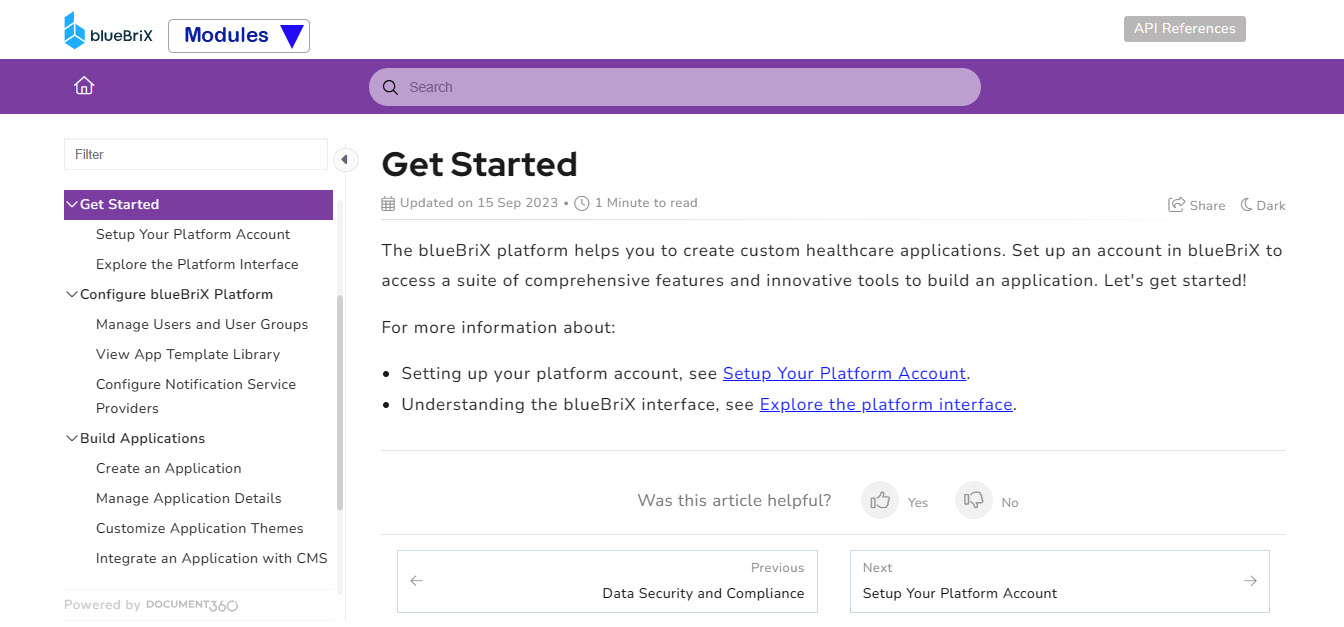 blueBriX
Modules
API References
Search
Filter
Get Started
Setup Your Platform Account
Explore the Platform Interface
Configure blueBriX Platform
Manage Users and User Groups
View App Template Library
Configure Notification Service
Providers
Build Applications
Create an Application
Manage Application Details
Customize Application Themes
Integrate an Application with CMS
Powered by DOCUMENT360
Get Started
Updated on 15 Sep 2023 • 1 Minute to read
Share
Dark
The blueBriX platform helps you to create custom healthcare applications. Set up an account in blueBriX to
access a suite of comprehensive features and innovative tools to build an application. Let's get started!
For more information about:
• Setting up your platform account, see Setup Your Platform Account.
• Understanding the blueBriX interface, see Explore the platform interface.
Was this article helpful?
Yes
No
Previous
Data Security and Compliance
Next
Setup Your Platform Account